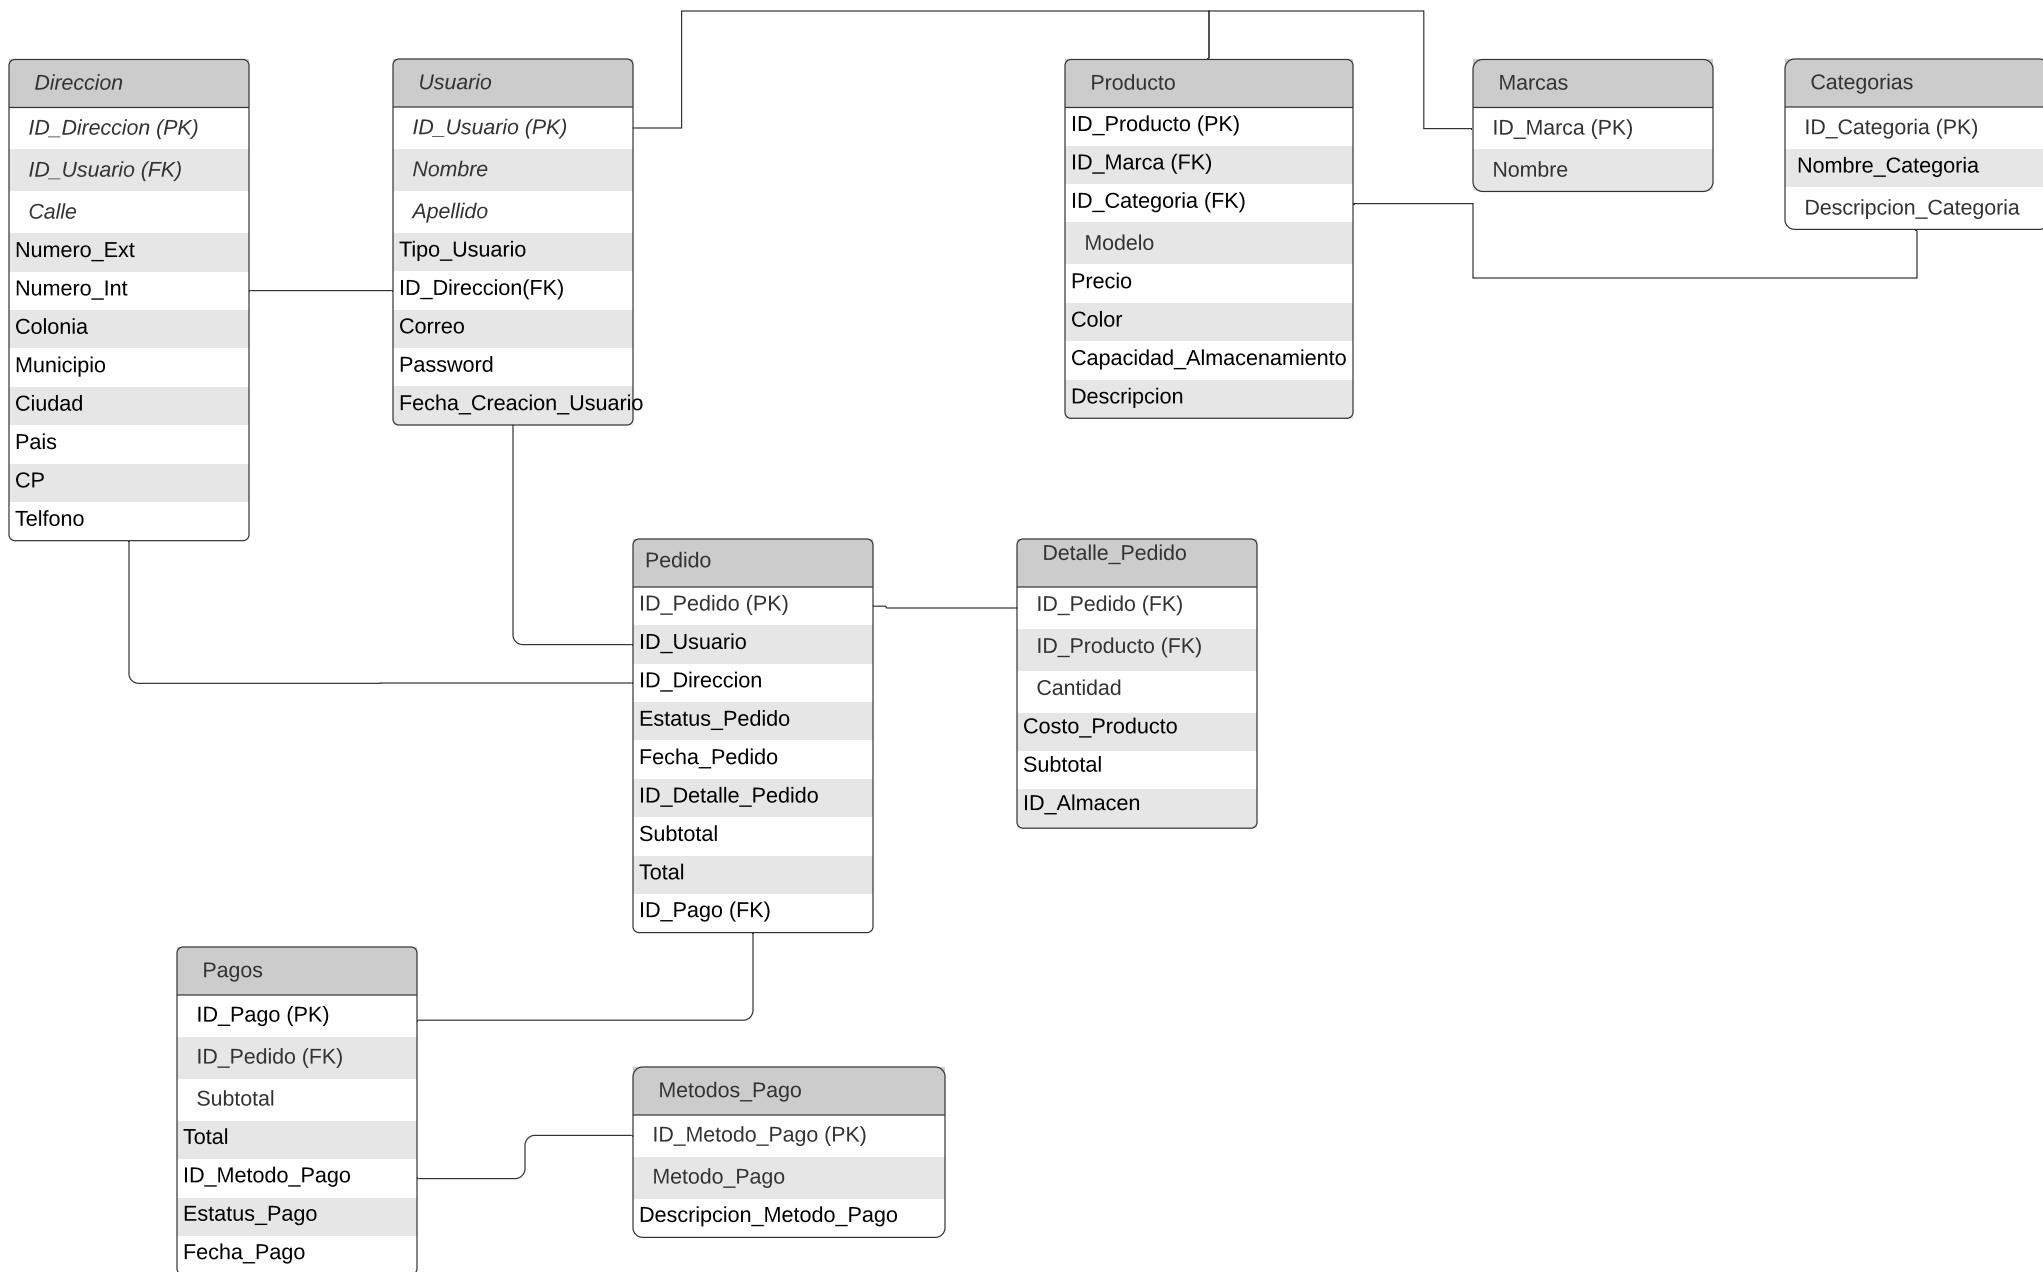 Direccion
ID_Direccion (PK)
ID_Usuario (FK)
Calle
Numero_Ext
Numero_Int
Colonia
Municipio
Ciudad
Pais
CP
Telfono
Usuario
ID_Usuario (PK)
Nombre
Apellido
Tipo_Usuario
ID_Direccion(FK)
Correo
Password
Fecha_Creacion_Usuario
Producto
ID_Producto (PK)
ID_Marca (FK)
ID_Categoria (FK)
Modelo
Precio
Color
Capacidad_Almacenamiento
Descripcion
Marcas
ID_Marca (PK)
Nombre
Categorias
ID_Categoria (PK)
Nombre_Categoria
Descripcion_Categoria
Pedido
ID_Pedido (PK)
ID_Usuario
ID_Direccion
Estatus_Pedido
Fecha_Pedido
ID_Detalle_Pedido
Subtotal
Total
ID_Pago (FK)
Detalle_Pedido
ID_Pedido (FK)
ID_Producto (FK)
Cantidad
Costo_Producto
Subtotal
ID_Almacen
Pagos
ID_Pago (PK)
ID_Pedido (FK)
Subtotal
Total
ID_Metodo_Pago
Estatus_Pago
Fecha_Pago
Metodos_Pago
ID_Metodo_Pago (PK)
Metodo_Pago
Descripcion_Metodo_Pago